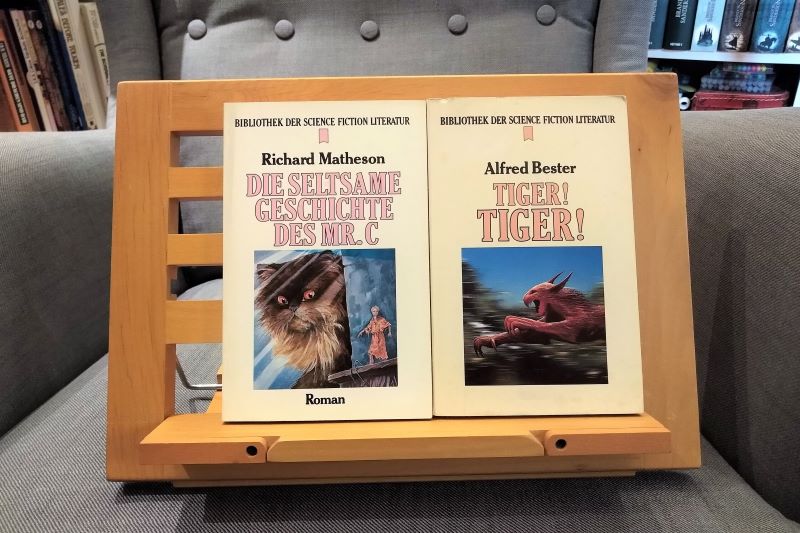 BIBLIOTHEK DER SCIENCE FICTION LITERATUR
Richard Matheson
DIE SELTSAME
GESCHICHTE
DES MR. C
Roman
BIBLIOTHEK DER SCIENCE FICTION LITERATUR
Alfred Bester
TIGER!
TIGER!